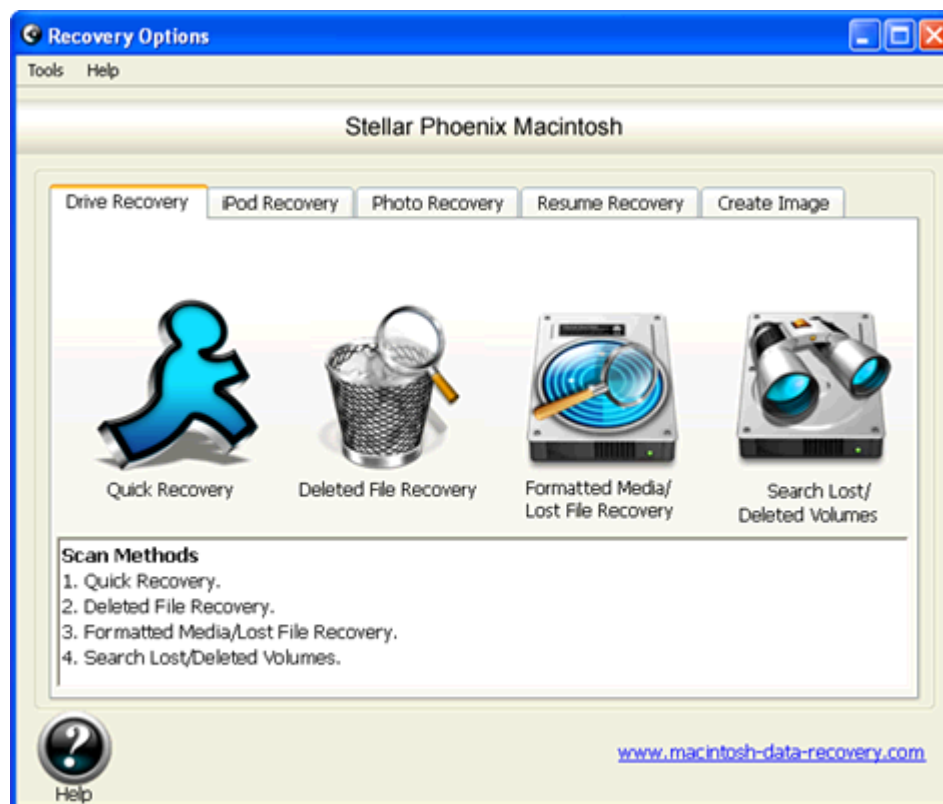 Recovery Options
Tools Help
Stellar Phoenix Macintosh
Drive Recovery iPod Recovery Photo Recovery Resume Recovery Create Image
Quick Recovery Deleted File Recovery Formatted Media/ Search Lost/
Lost File Recovery Deleted Volumes
Scan Methods
1. Quick Recovery.
2. Deleted File Recovery.
3. Formatted Media/Lost File Recovery.
4. Search Lost/Deleted Volumes.
www.macintosh-data-recovery.com
Help